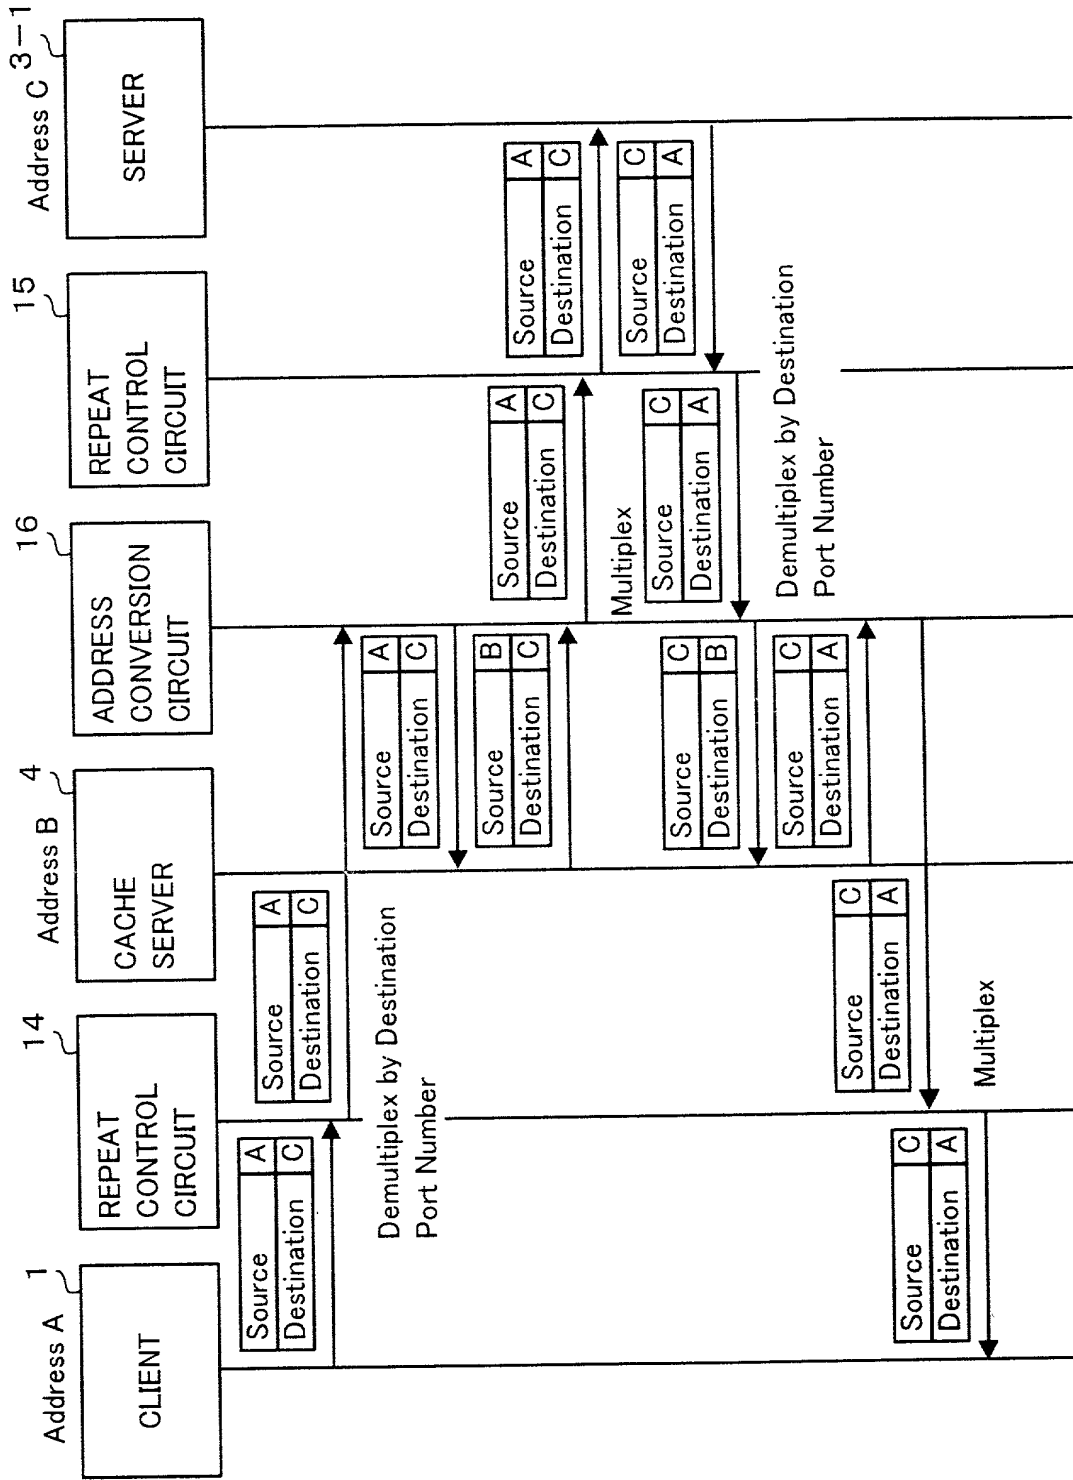 Address A
1
CLIENT
14
REPEAT
CONTROL
CIRCUIT
Address B
4
CACHE
SERVER
16
ADDRESS
CONVERSION
CIRCUIT
15
REPEAT
CONTROL
CIRCUIT
Address C
3-1
SERVER
Source A
Destination C
Source A
Destination C
Demultiplex by Destination
Port Number
Source A
Destination C
Source B
Destination C
Source A
Destination C
Multiplex
Source A
Destination C
Source C
Destination A
Source C
Destination A
Demultiplex by Destination
Port Number
Source C
Destination B
Source C
Destination A
Source C
Destination A
Multiplex
Source C
Destination A